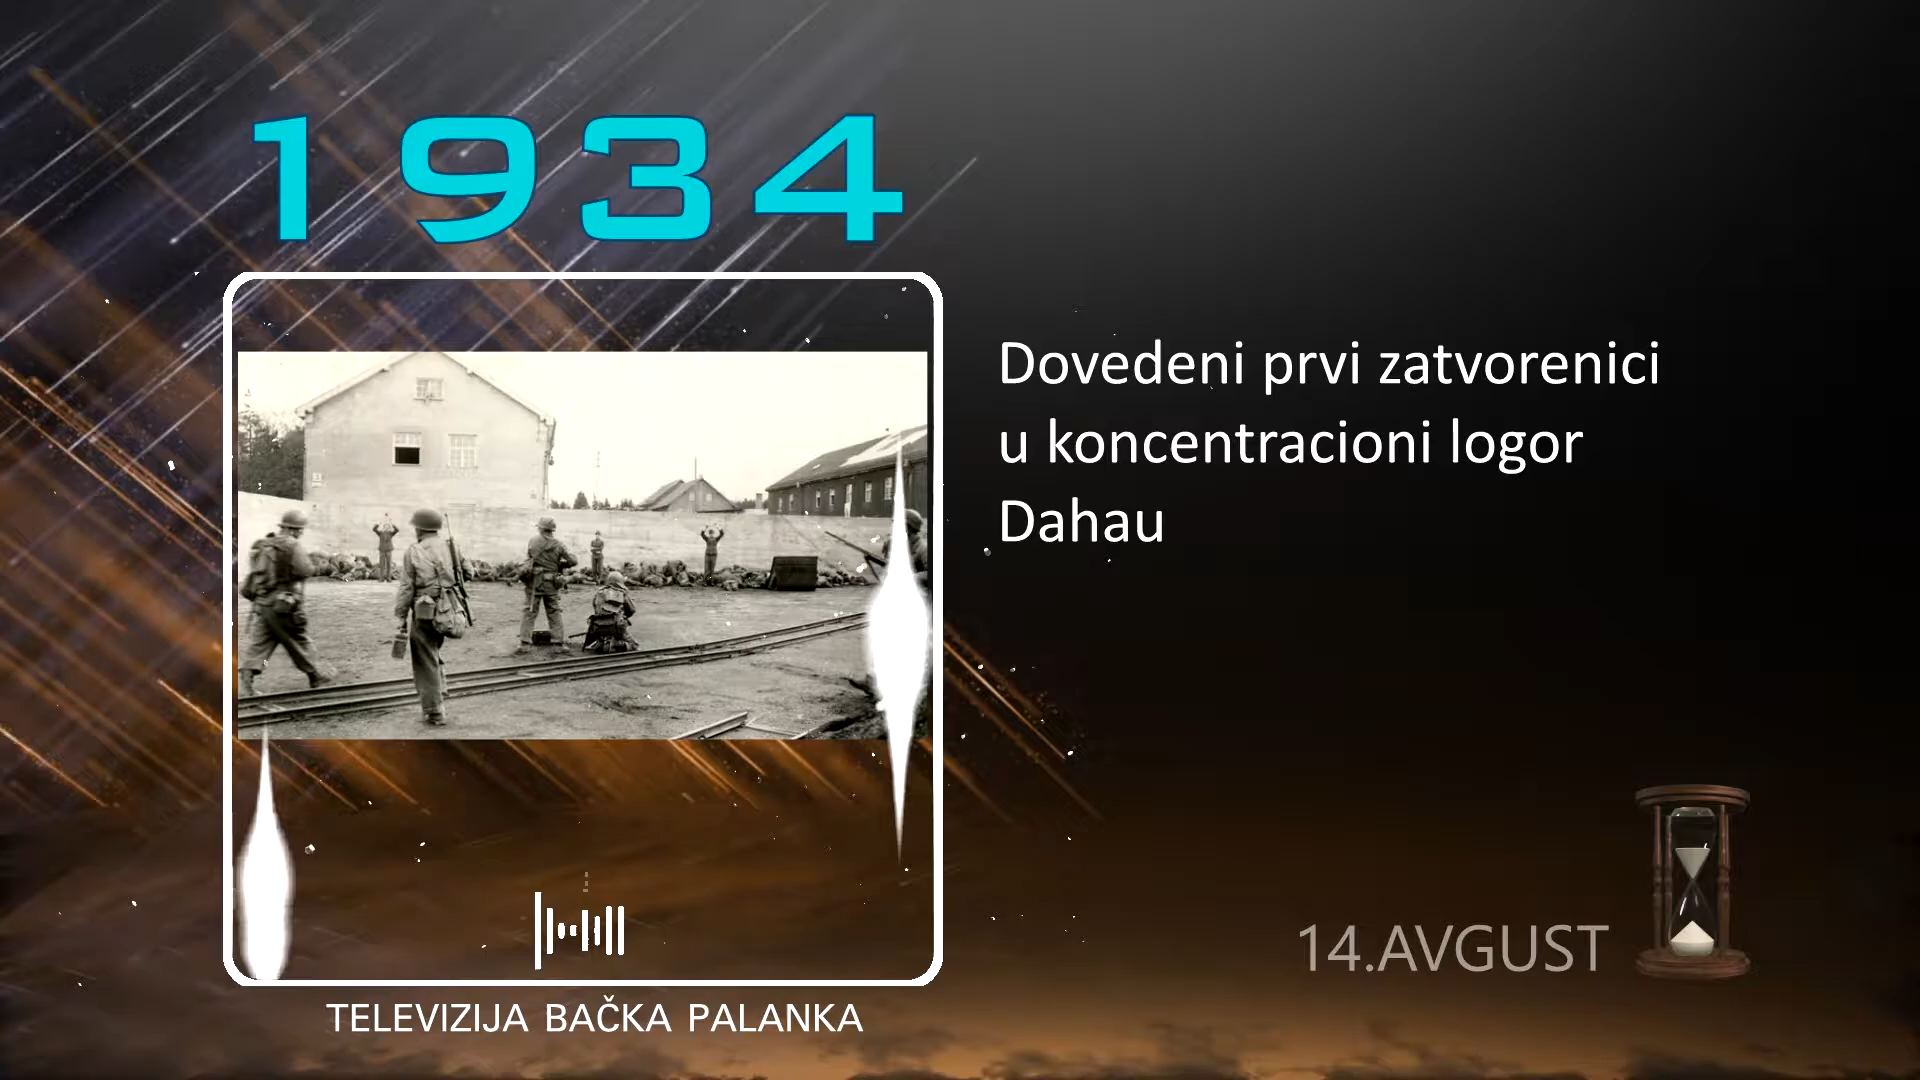 1934
Dovedeni prvi zatvorenici
u koncentracioni logor
Dahau
14.AVGUST
TELEVIZIJA BAČKA PALANKA